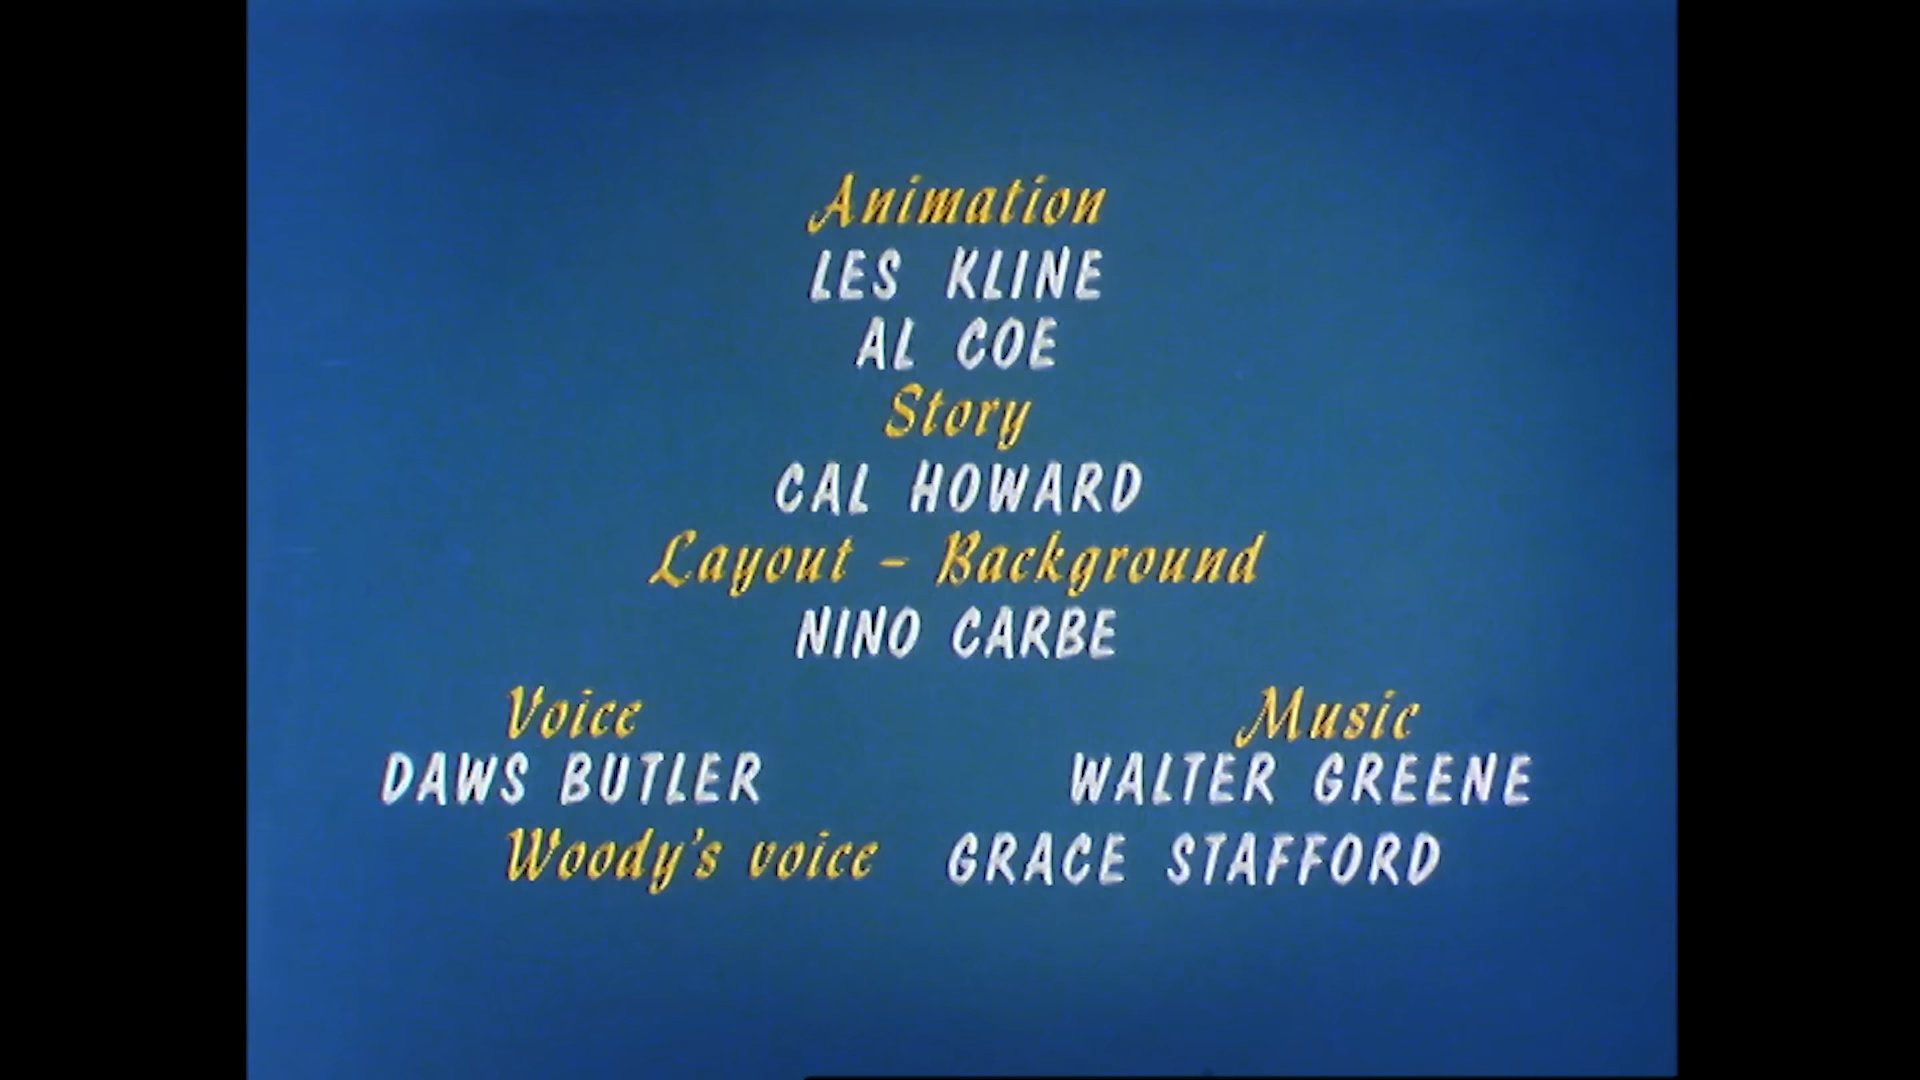 Animation
LES KLINE
AL COE
Story
CAL HOWARD
Layout – Background
NINO CARBE
Voice Music
DAWS BUTLER WALTER GREENE
Woody's voice GRACE STAFFORD